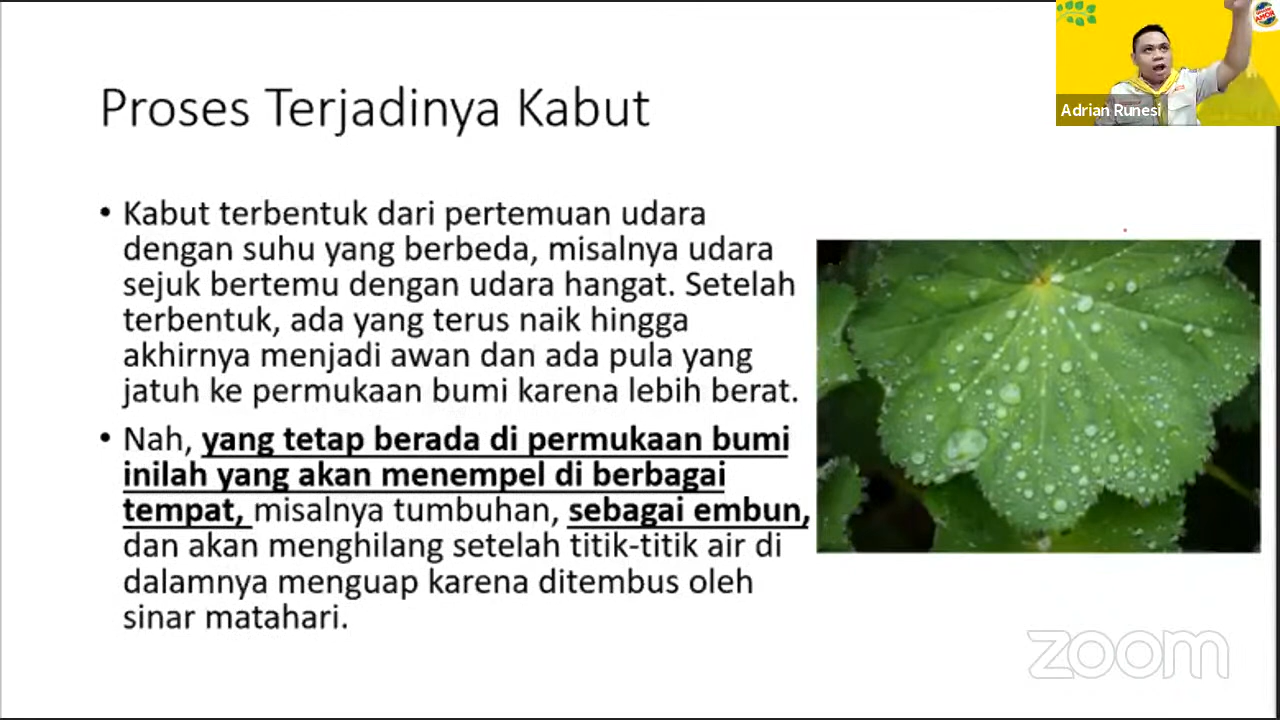 Proses Terjadinya Kabut
• Kabut terbentuk dari pertemuan udara
dengan suhu yang berbeda, misalnya udara
sejuk bertemu dengan udara hangat. Setelah
terbentuk, ada yang terus naik hingga
akhirnya menjadi awan dan ada pula yang
jatuh ke permukaan bumi karena lebih berat.
• Nah, yang tetap berada di permukaan bumi
inilah yang akan menempel di berbagai
tempat, misalnya tumbuhan, sebagai embun,
dan akan menghilang setelah titik-titik air di
dalamnya menguap karena ditembus oleh
sinar matahari.
Adrian Runesi
zoom